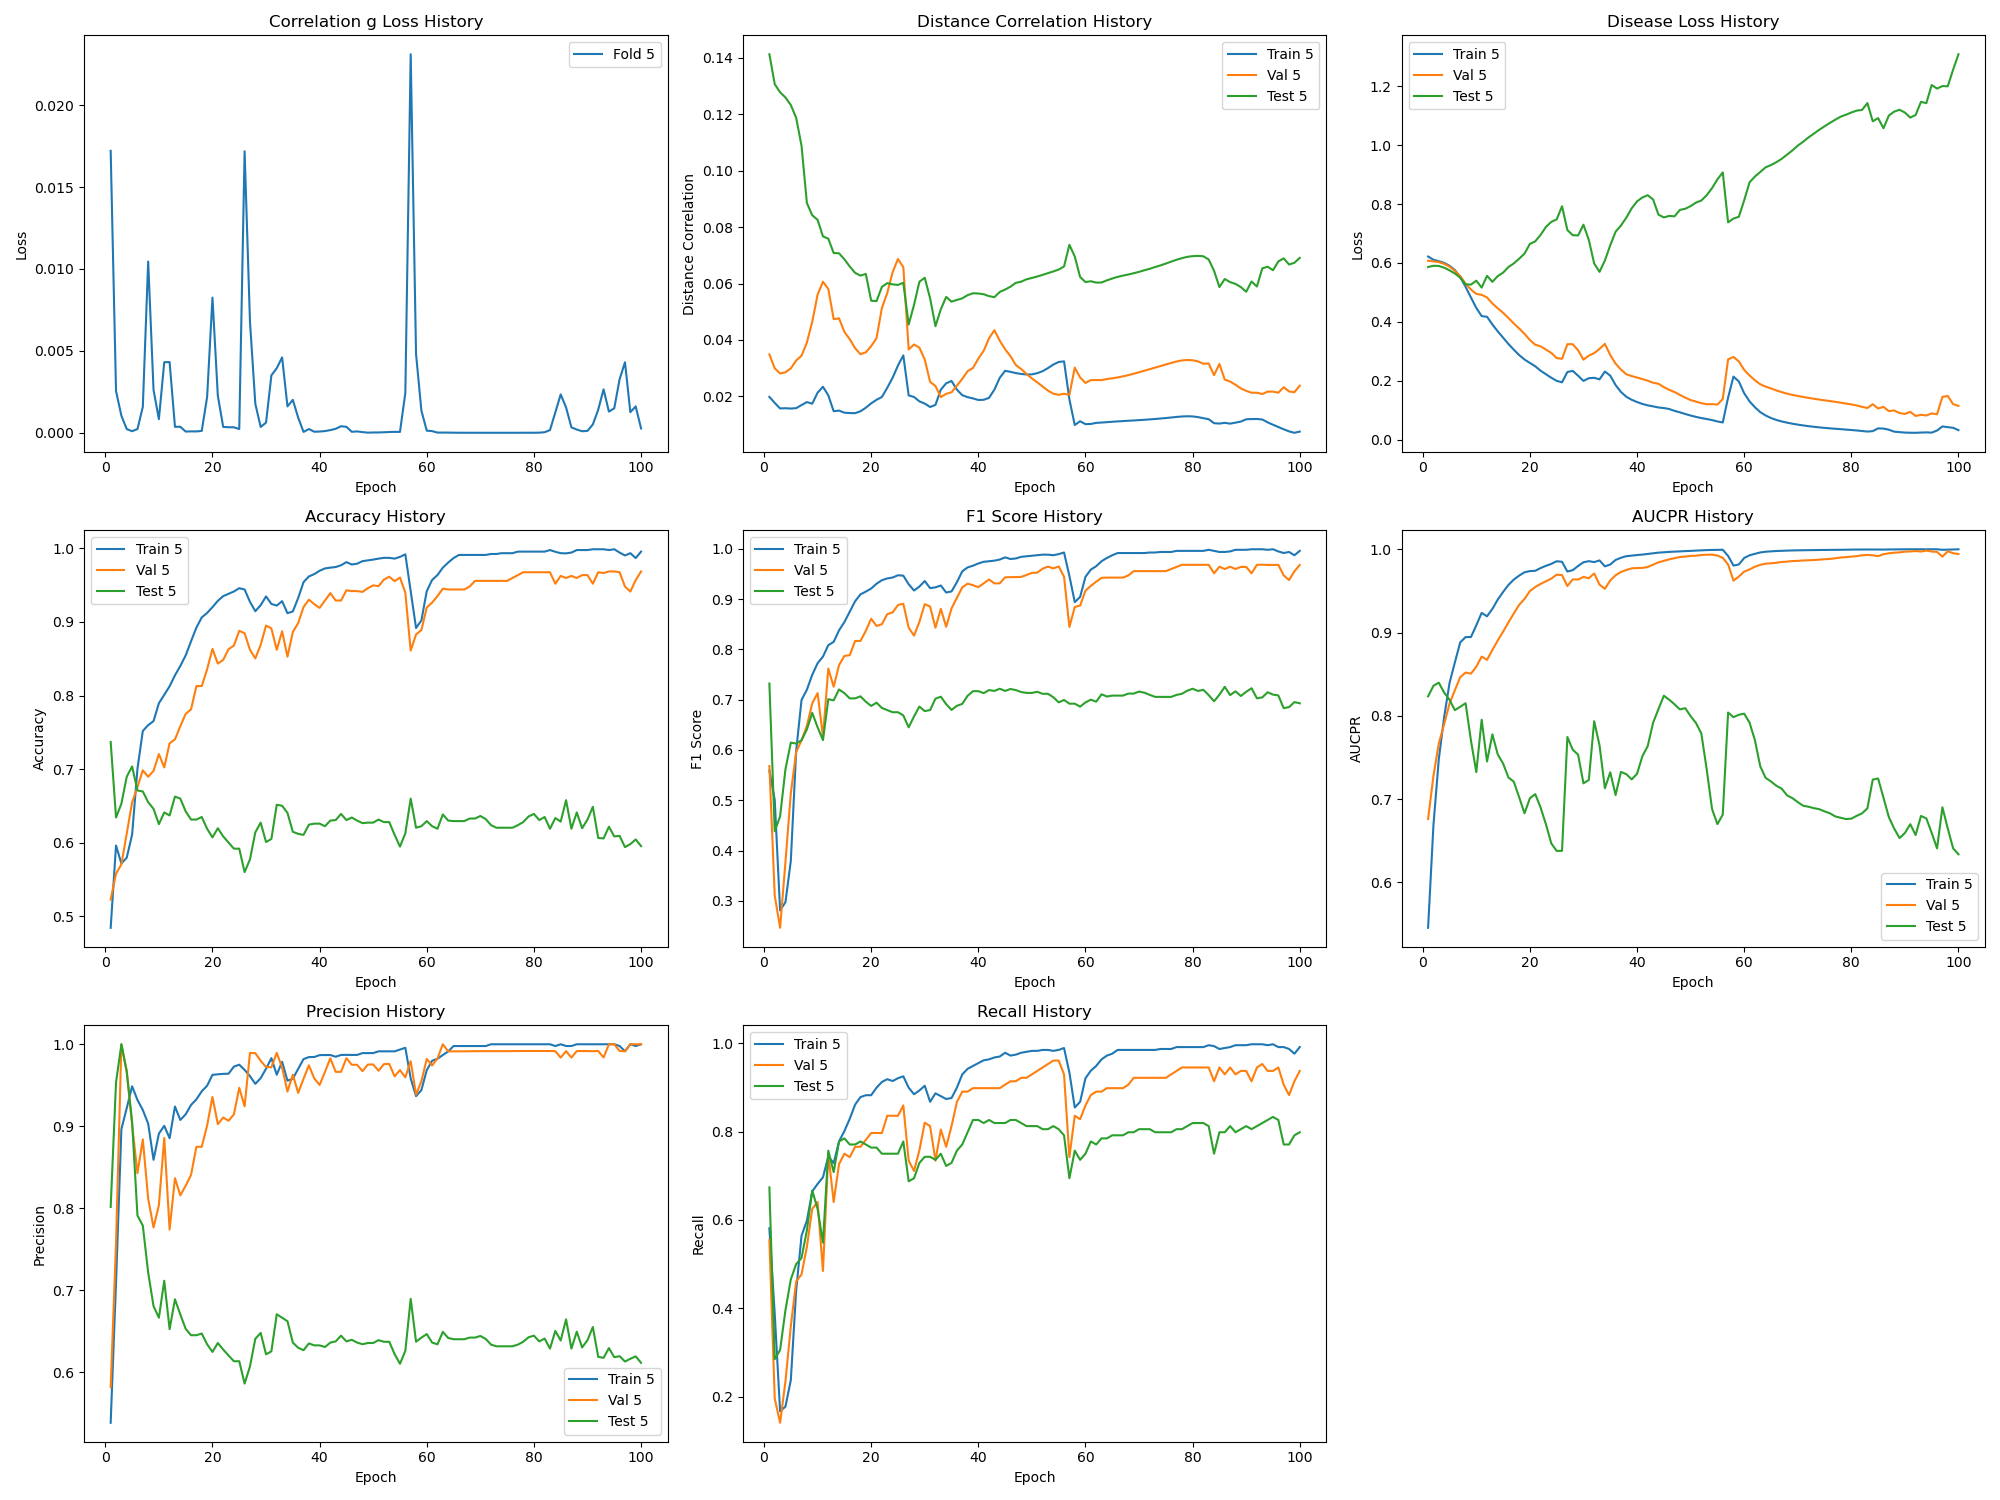 Correlation g Loss History
Fold 5
0.020
0.015
0.010
0.005
0.000
Loss
0 20 40 60 80 100
Epoch
Distance Correlation History
Train 5
Val 5
Test 5
0.14
0.12
0.10
0.08
0.06
0.04
0.02
Distance Correlation
0 20 40 60 80 100
Epoch
Disease Loss History
Train 5
Val 5
Test 5
1.2
1.0
0.8
0.6
0.4
0.2
0.0
Loss
0 20 40 60 80 100
Epoch
Accuracy History
Train 5
Val 5
Test 5
1.0
0.9
0.8
0.7
0.6
0.5
Accuracy
0 20 40 60 80 100
Epoch
F1 Score History
Train 5
Val 5
Test 5
1.0
0.9
0.8
0.7
0.6
0.5
0.4
0.3
F1 Score
0 20 40 60 80 100
Epoch
AUCPR History
1.0
0.9
0.8
0.7
0.6
AUCPR
Train 5
Val 5
Test 5
0 20 40 60 80 100
Epoch
Precision History
1.0
0.9
0.8
0.7
0.6
Precision
Train 5
Val 5
Test 5
0 20 40 60 80 100
Epoch
Recall History
Train 5
Val 5
Test 5
1.0
0.8
0.6
0.4
0.2
Recall
0 20 40 60 80 100
Epoch